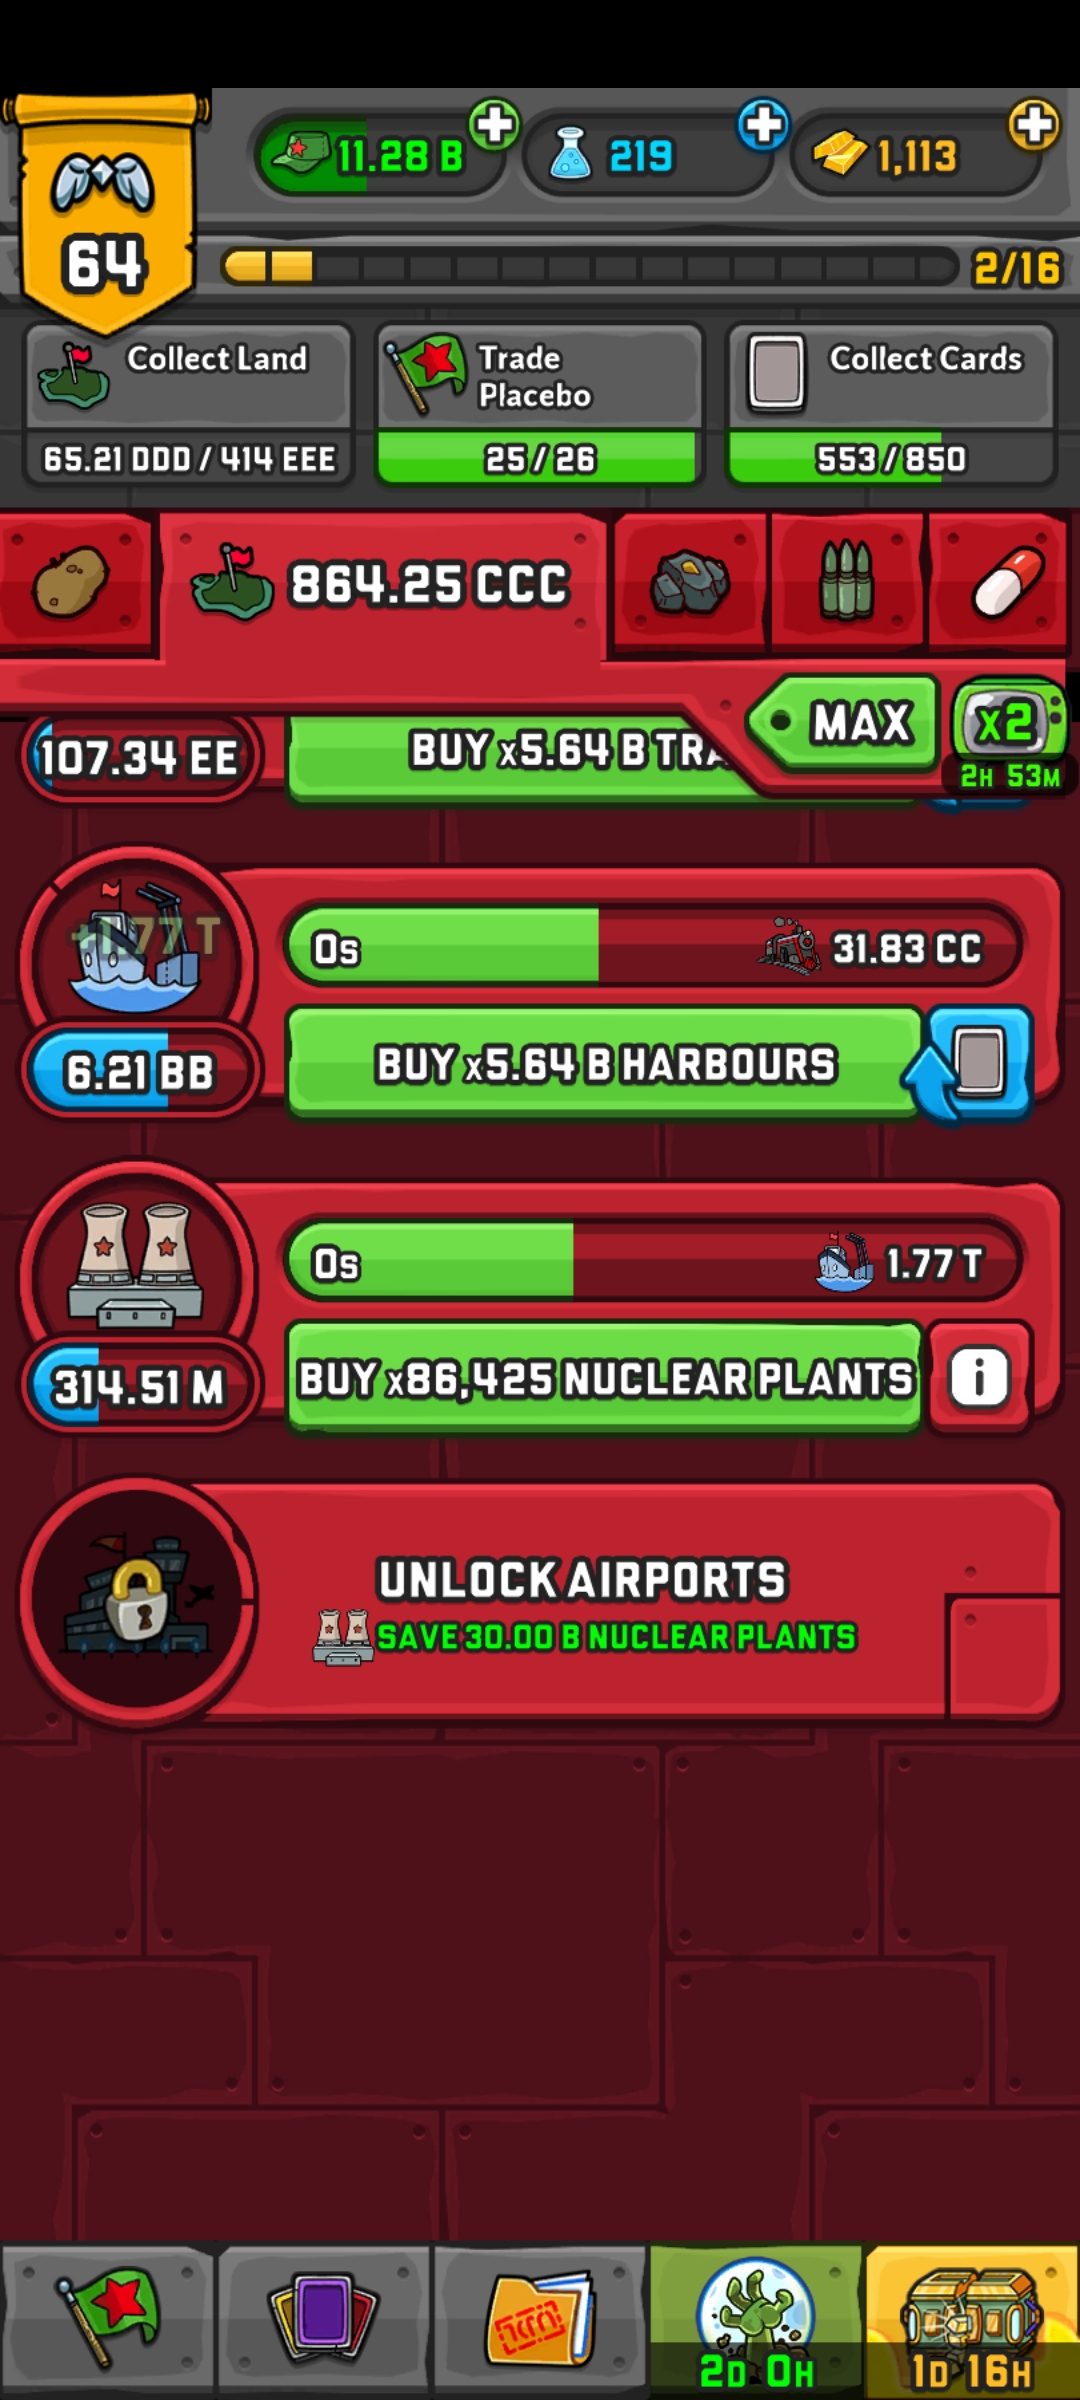 11.28 B
219
1,113
64
2/16
Collect Land
65.21 DDD / 414 EEE
Trade
Placebo
25 / 26
Collect Cards
553 / 850
864.25 CCC
MAX
x2
2H 53M
107.34 EE
BUY x5.64 B
+1.77 T
0s
31.83 CC
6.21 BB
BUY x5.64 B HARBOURS
0s
1.77 T
314.51 M
BUY x86,425 NUCLEAR PLANTS
i
UNLOCK AIRPORTS
SAVE 30.00 B NUCLEAR PLANTS
2D 0H
1D 16H